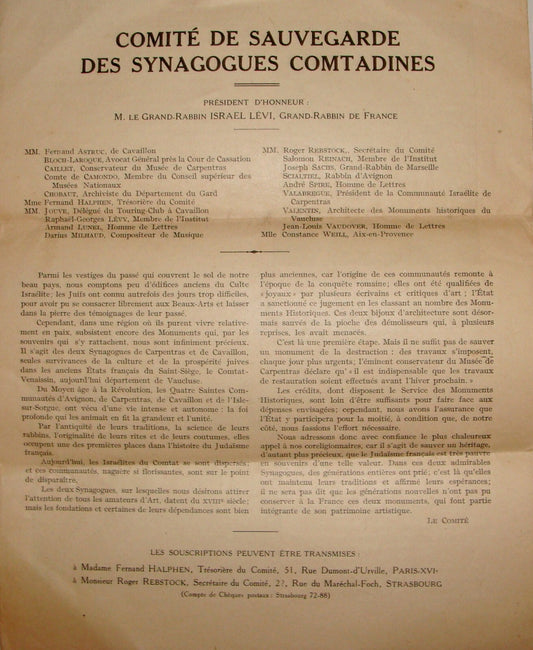 COMITÉ DE SAUVEGARDE
DES SYNAGOGUES COMTADINES
PRÉSIDENT D'HONNEUR :
M. LE GRAND-RABBIN ISRAEL LÉVI, GRAND-RABBIN DE FRANCE
MM. Fernand ASTRUC, de Cavaillon
BLOCH-LAROQUE, Avocat Général près la Cour de Cassation
CAILLET, Conservateur du Musée de Carpentras
Comte de CAMONDO, Membre du Conseil supérieur des
Musées Nationaux
CHOBAUT, Archiviste du Département du Gard
Mme Fernand HALPHEN, Trésorière du Comité
MM. JOUVE, Délégué du Touring-Club à Cavaillon
Raphaël-Georges LÉVY, Membre de l'Institut
Armand LUNEL, Homme de Lettres
Darius MILHAUD, Compositeur de Musique
MM. Roger REBSTOCK, Secrétaire du Comité
Salomon REINACH, Membre de l'Institut
Joseph SACHS, Grand-Rabbin de Marseille
SCHALTIEL, Rabbin d'Avignon
André SPIRE, Homme de Lettres
VALABRÈGUE, Président de la Communauté Israélite de
Carpentras
VALENTIN, Architecte des Monuments historiques du
Vaucluse
Jean-Louis VAUDOYER, Homme de Lettres
Mlle Constance WEILL, Aix-en-Provence
Parmi les vestiges du passé qui couvrent le sol de notre
beau pays, nous comptons peu d'édifices anciens du Culte
Israélite; les Juifs ont connu autrefois des jours trop difficiles,
pour avoir pu se consacrer librement aux Beaux-Arts et laisser
dans la pierre des témoignages de leur passé.
Cependant, dans une région où ils purent vivre relative-
ment en paix, subsistent encore des Monuments qui, par les
souvenirs qui s'y rattachent, nous sont infiniment précieux.
Il s'agit des deux Synagogues de Carpentras et de Cavaillon,
seules survivances de la culture et de la prospérité juives
dans les anciens États français du Saint-Siège, le Comtat-
Venaissin, aujourd'hui département de Vaucluse.
Du Moyen âge à la Révolution, les Quatre Saintes Com-
munautés d'Avignon, de Carpentras, de Cavaillon et de l'Isle-
sur-Sorgue, ont vécu d'une vie intense et autonome : la foi
profonde qui les animait en fit la grandeur et l'unité.
Par l'antiquité de leurs traditions, la science de leurs
rabbins, l'originalité de leurs rites et de leurs coutumes, elles
occupent une des premières places dans l'histoire du Judaïsme
français.
Aujourd'hui, les Israélites du Comtat se sont dispersés;
et ces communautés, naguère si florissantes, sont sur le point
de disparaître.
Les deux Synagogues, sur lesquelles nous désirons attirer
l'attention de tous les amateurs d'Art, datent du XVIIIe siècle;
mais les fondations et certaines de leurs dépendances sont bien
plus anciennes, car l'origine de ces communautés remonte à
l'époque de la conquête romaine; elles ont été qualifiées de
« joyaux » par plusieurs écrivains et critiques d'art ; l'État
a sanctionné ce jugement en les classant au nombre des Monu-
ments Historiques. Ces deux bijoux d'architecture sont désor-
mais sauvés de la pioche des démolisseurs qui, à plusieurs
reprises, les avait menacés.
C'est là une première étape. Mais il ne suffit pas de sauver
un monument de la destruction : des travaux s'imposent,
chaque jour plus urgents; l'éminent conservateur du Musée de
Carpentras déclare qu' « il est indispensable que les travaux
de restauration soient effectués avant l'hiver prochain. »
Les crédits, dont disposent le Service des Monuments
Historiques, sont loin d'être suffisants pour faire face aux
dépenses envisagées; cependant, nous avons l'assurance que
l'État y participera pour la moitié, à condition que, de notre
côté, nous fassions l'effort nécessaire.
Nous adressons donc avec confiance le plus chaleureux
appel à nos coreligionnaires, car il s'agit de sauver un héritage,
d'autant plus précieux, que le Judaïsme français est très pauvre
en souvenirs d'une telle valeur. Dans ces deux admirables
Synagogues, des générations entières ont prié; c'est là qu'elles
ont maintenu leurs traditions et affirmé leurs espérances;
il ne sera pas dit que les générations nouvelles n'ont pas pu
conserver à la France ces deux monuments, qui font partie
intégrante de son patrimoine artistique.
LE COMITÉ
LES SOUSCRIPTIONS PEUVENT ÊTRE TRANSMISES :
à Madame Fernand HALPHEN, Trésorière du Comité, 51, Rue Dumont-d'Urville, PARIS-XVIe
à Monsieur Roger REBSTOCK, Secrétaire du Comité, 22, Rue du Maréchal-Foch, STRASBOURG
(Compte de Chèques postaux : Strasbourg 72-88)